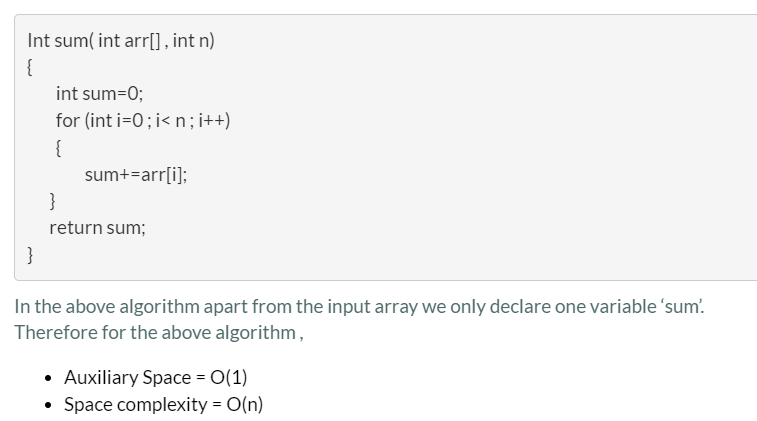 Int sum( int arr[] , int n)
{
int sum=0;
for (int i=0 ; i< n ; i++)
{
sum+=arr[i];
}
return sum;
}
In the above algorithm apart from the input array we only declare one variable ‘sum’.
Therefore for the above algorithm ,
• Auxiliary Space = O(1)
• Space complexity = O(n)